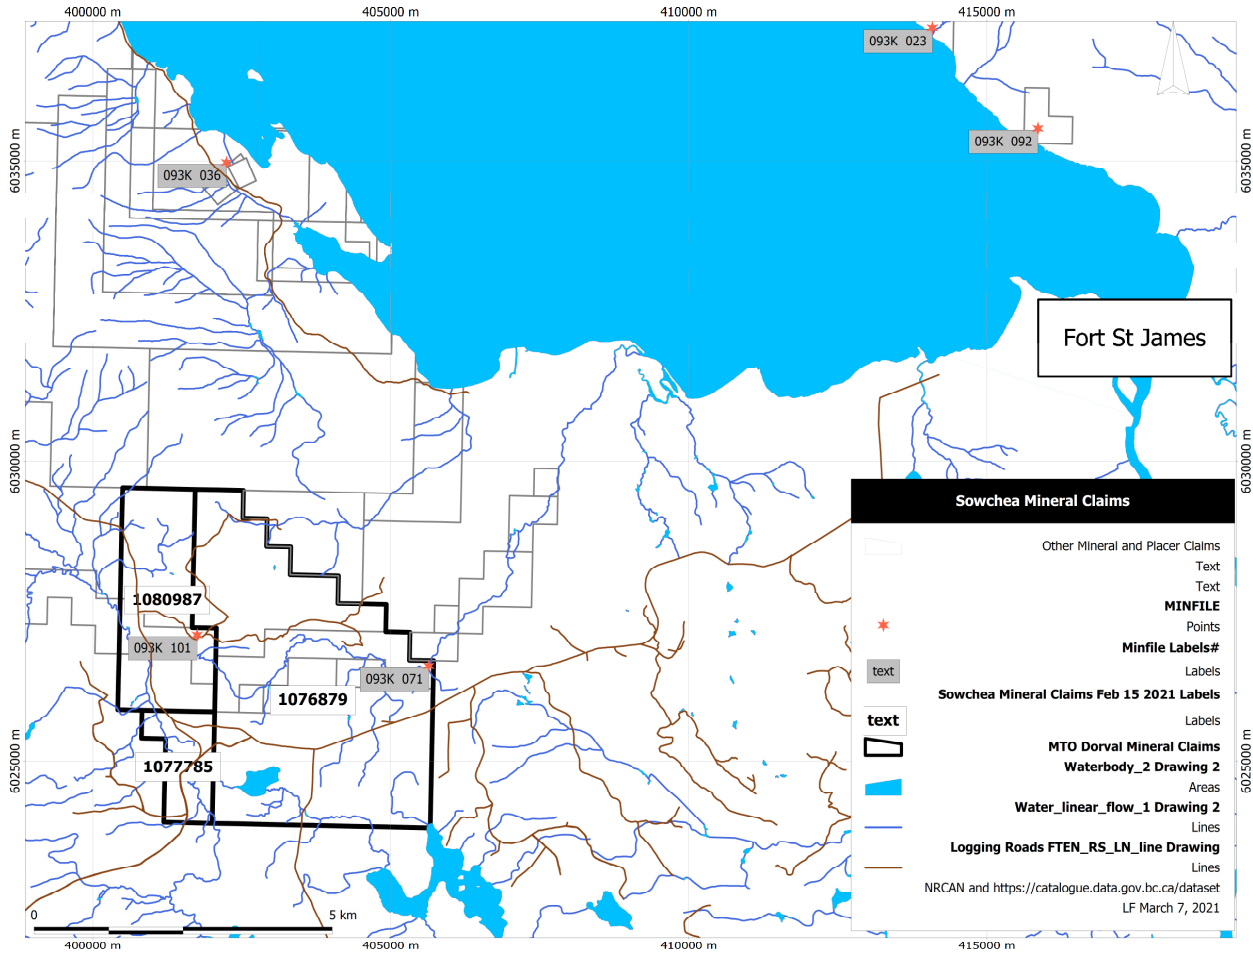 400000 m 405000 m 410000 m 415000 m
093K 023
093K 092
6035000 m
6035000 m
093K 036
Fort St James
6030000 m
6030000 m
Sowchea Mineral Claims
Other Mineral and Placer Claims
Text
Text
MINFILE
Points
Minfile Labels#
text Labels
Sowchea Mineral Claims Feb 15 2021 Labels
text Labels
MTO Dorval Mineral Claims
Waterbody_2 Drawing 2
Areas
Water_linear_flow_1 Drawing 2
Lines
Logging Roads FTEN_RS_LN_line Drawing
Lines
NRCAN and https://catalogue.data.gov.bc.ca/dataset
LF March 7, 2021
1080987
093K 101
093K 071
1076879
6025000 m
6025000 m
1077785
0 5 km
400000 m 405000 m 410000 m 415000 m